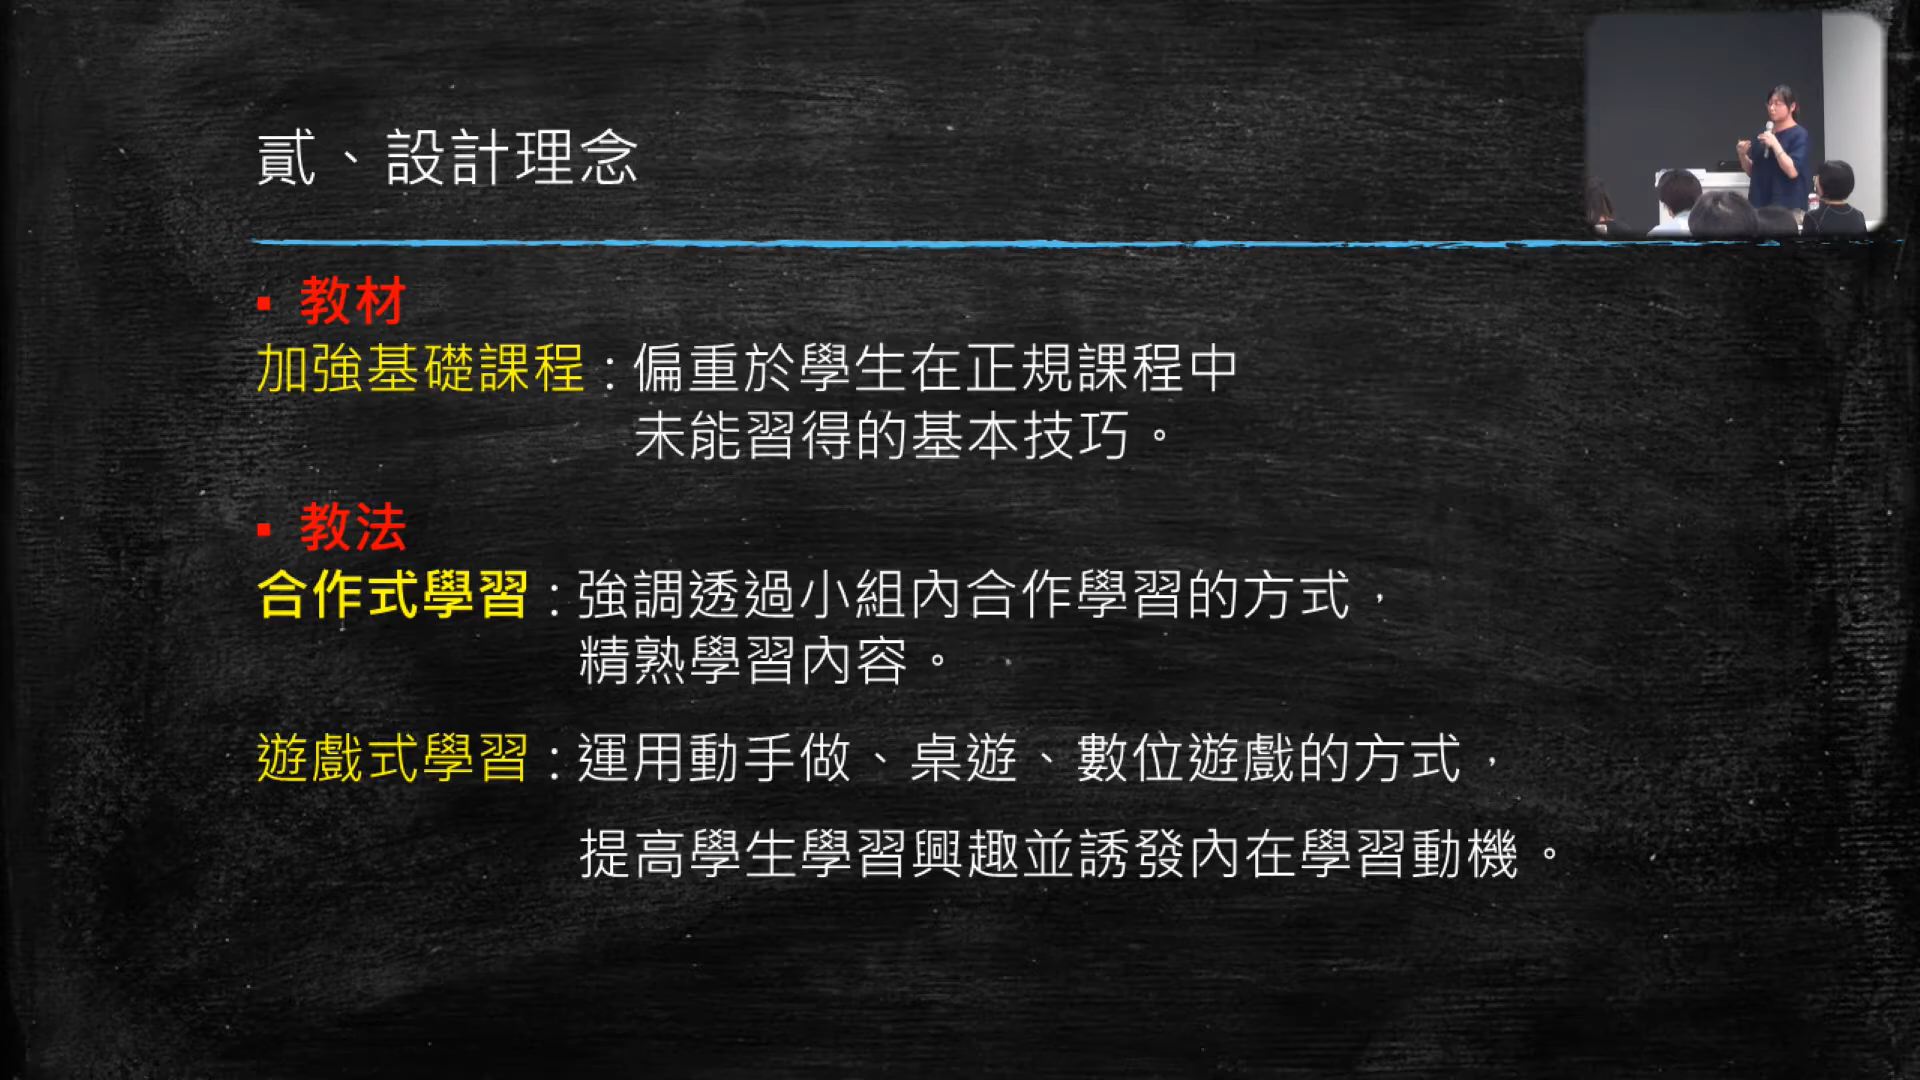 貳、設計理念
▪ 教材
加強基礎課程：偏重於學生在正規課程中
未能習得的基本技巧。
▪ 教法
合作式學習：強調透過小組內合作學習的方式，
精熟學習內容。
遊戲式學習：運用動手做、桌遊、數位遊戲的方式，
提高學生學習興趣並誘發內在學習動機。